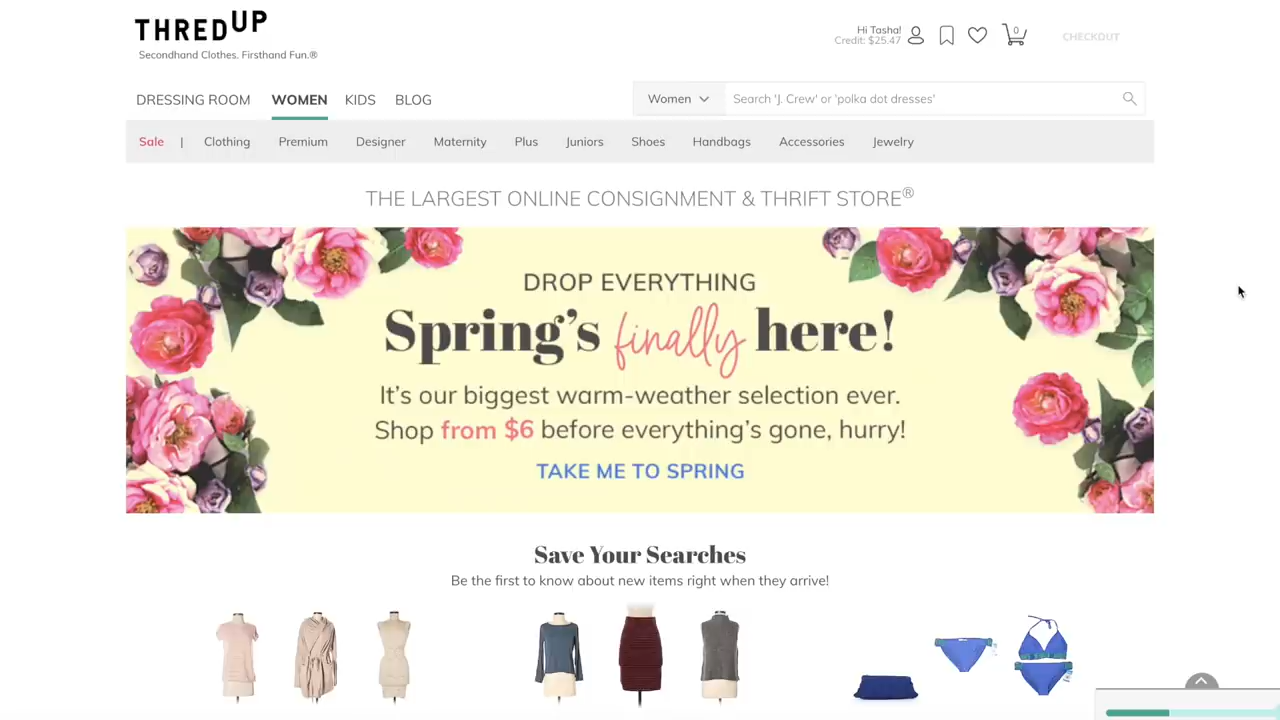 THREDUP
Secondhand Clothes. Firsthand Fun.®
Hi Tasha!
Credit: $25.47
0
CHECKOUT
DRESSING ROOM WOMEN KIDS BLOG
Women Search 'J. Crew' or 'polka dot dresses'
Sale | Clothing Premium Designer Maternity Plus Juniors Shoes Handbags Accessories Jewelry
THE LARGEST ONLINE CONSIGNMENT & THRIFT STORE®
DROP EVERYTHING
Spring's finally here!
It's our biggest warm-weather selection ever.
Shop from $6 before everything's gone, hurry!
TAKE ME TO SPRING
Save Your Searches
Be the first to know about new items right when they arrive!